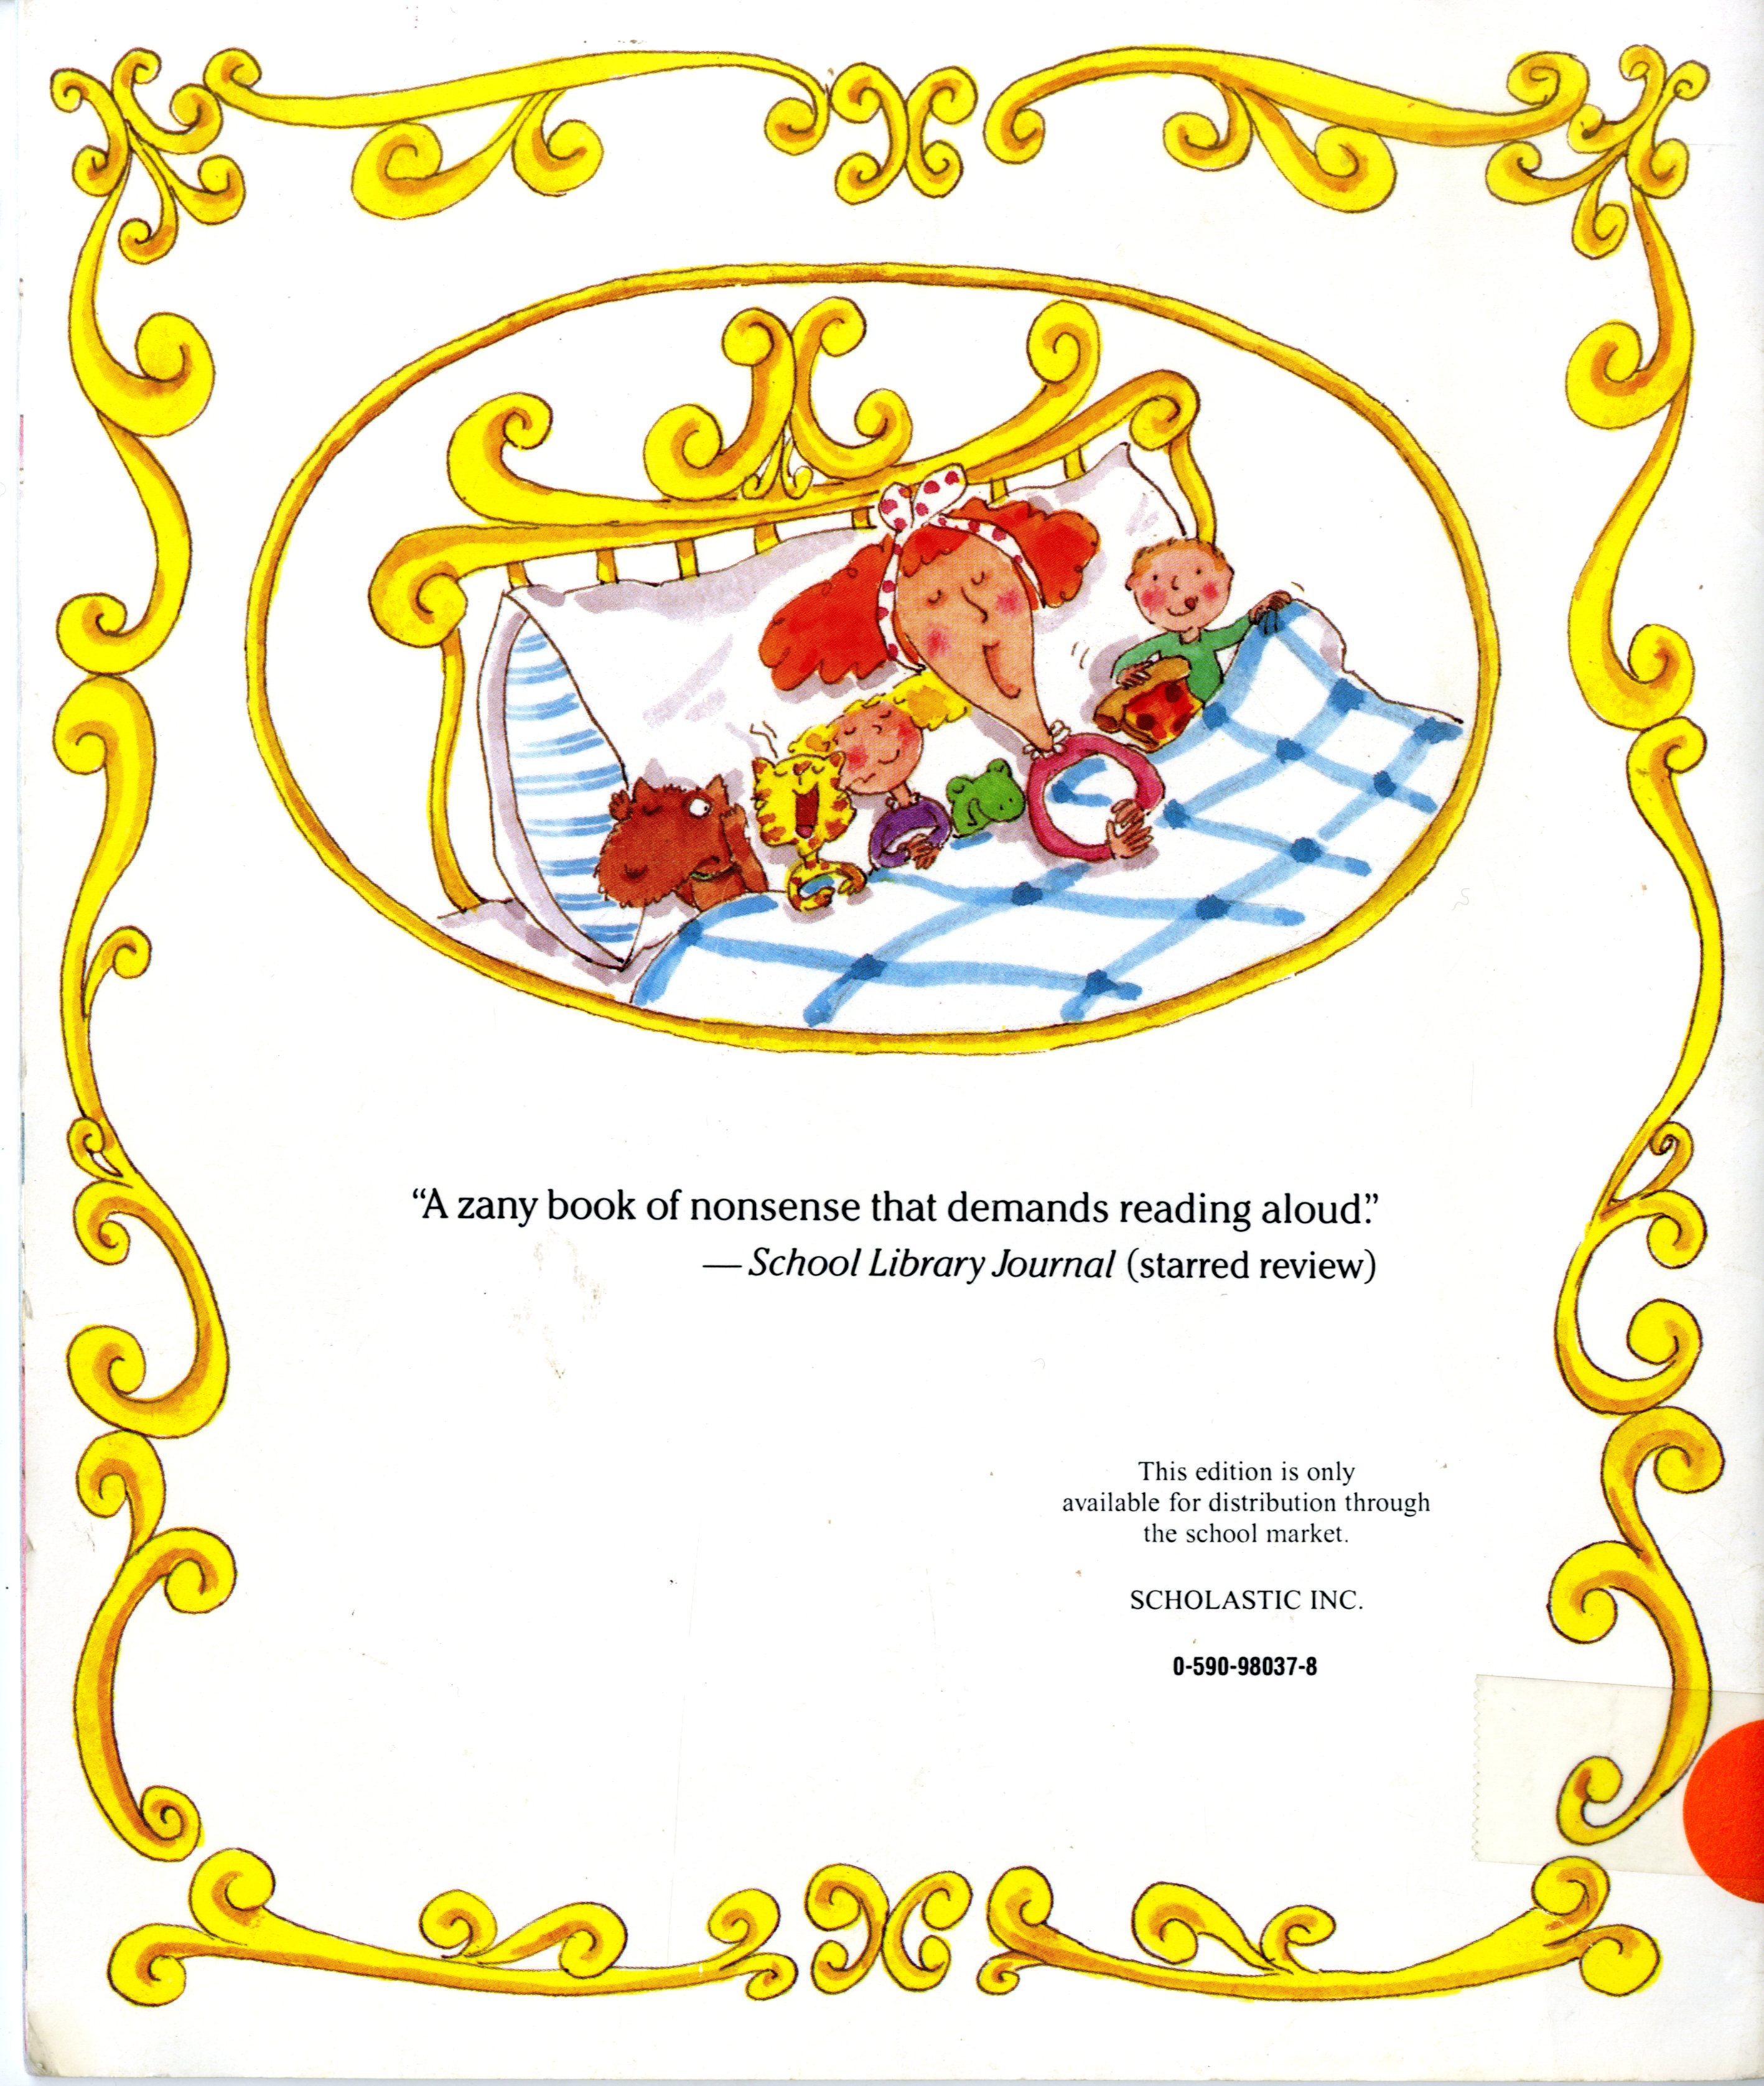 “A zany book of nonsense that demands reading aloud.”
— School Library Journal (starred review)
This edition is only
available for distribution through
the school market.
SCHOLASTIC INC.
0-590-98037-8